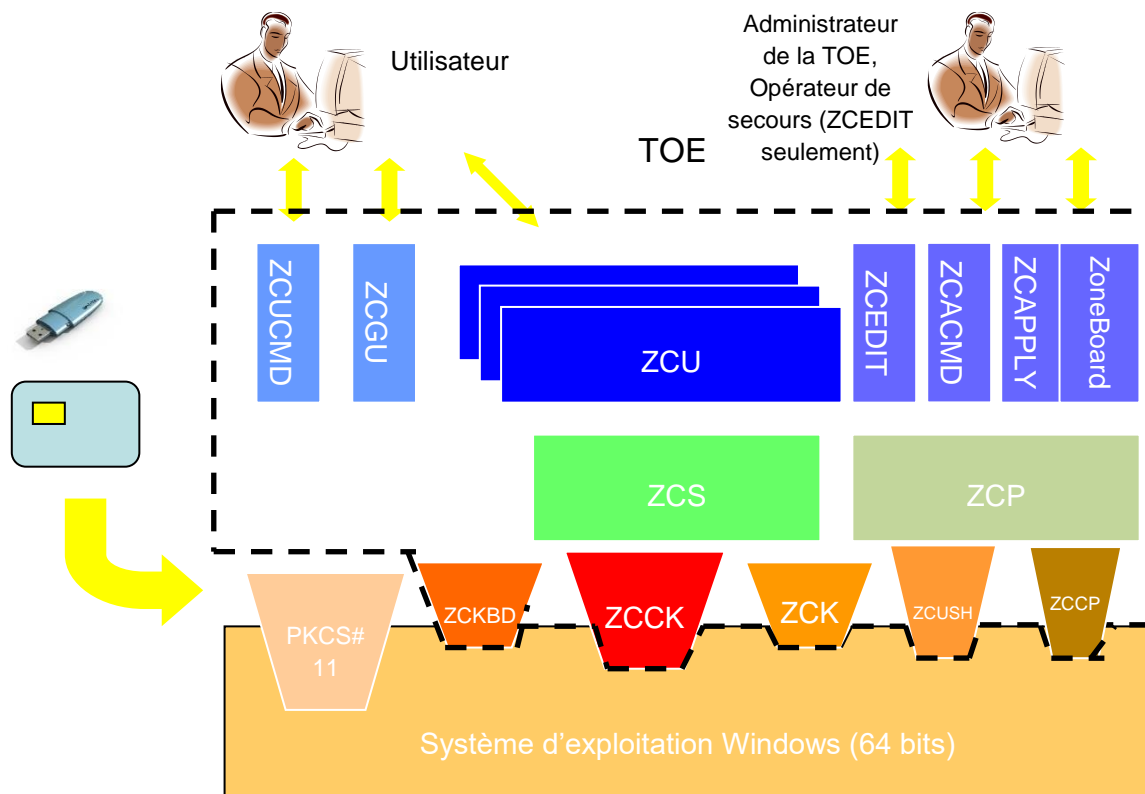 Utilisateur
Administrateur
de la TOE,
Opérateur de
secours (ZCEDIT
seulement)
TOE
ZCUCMD
ZCGU
ZCU
ZCEDIT
ZCACMD
ZCAPPLY
ZoneBoard
ZCS
ZCP
PKCS#
11
ZCKBD
ZCCK
ZCK
ZCUSH
ZCCP
Système d'exploitation Windows (64 bits)